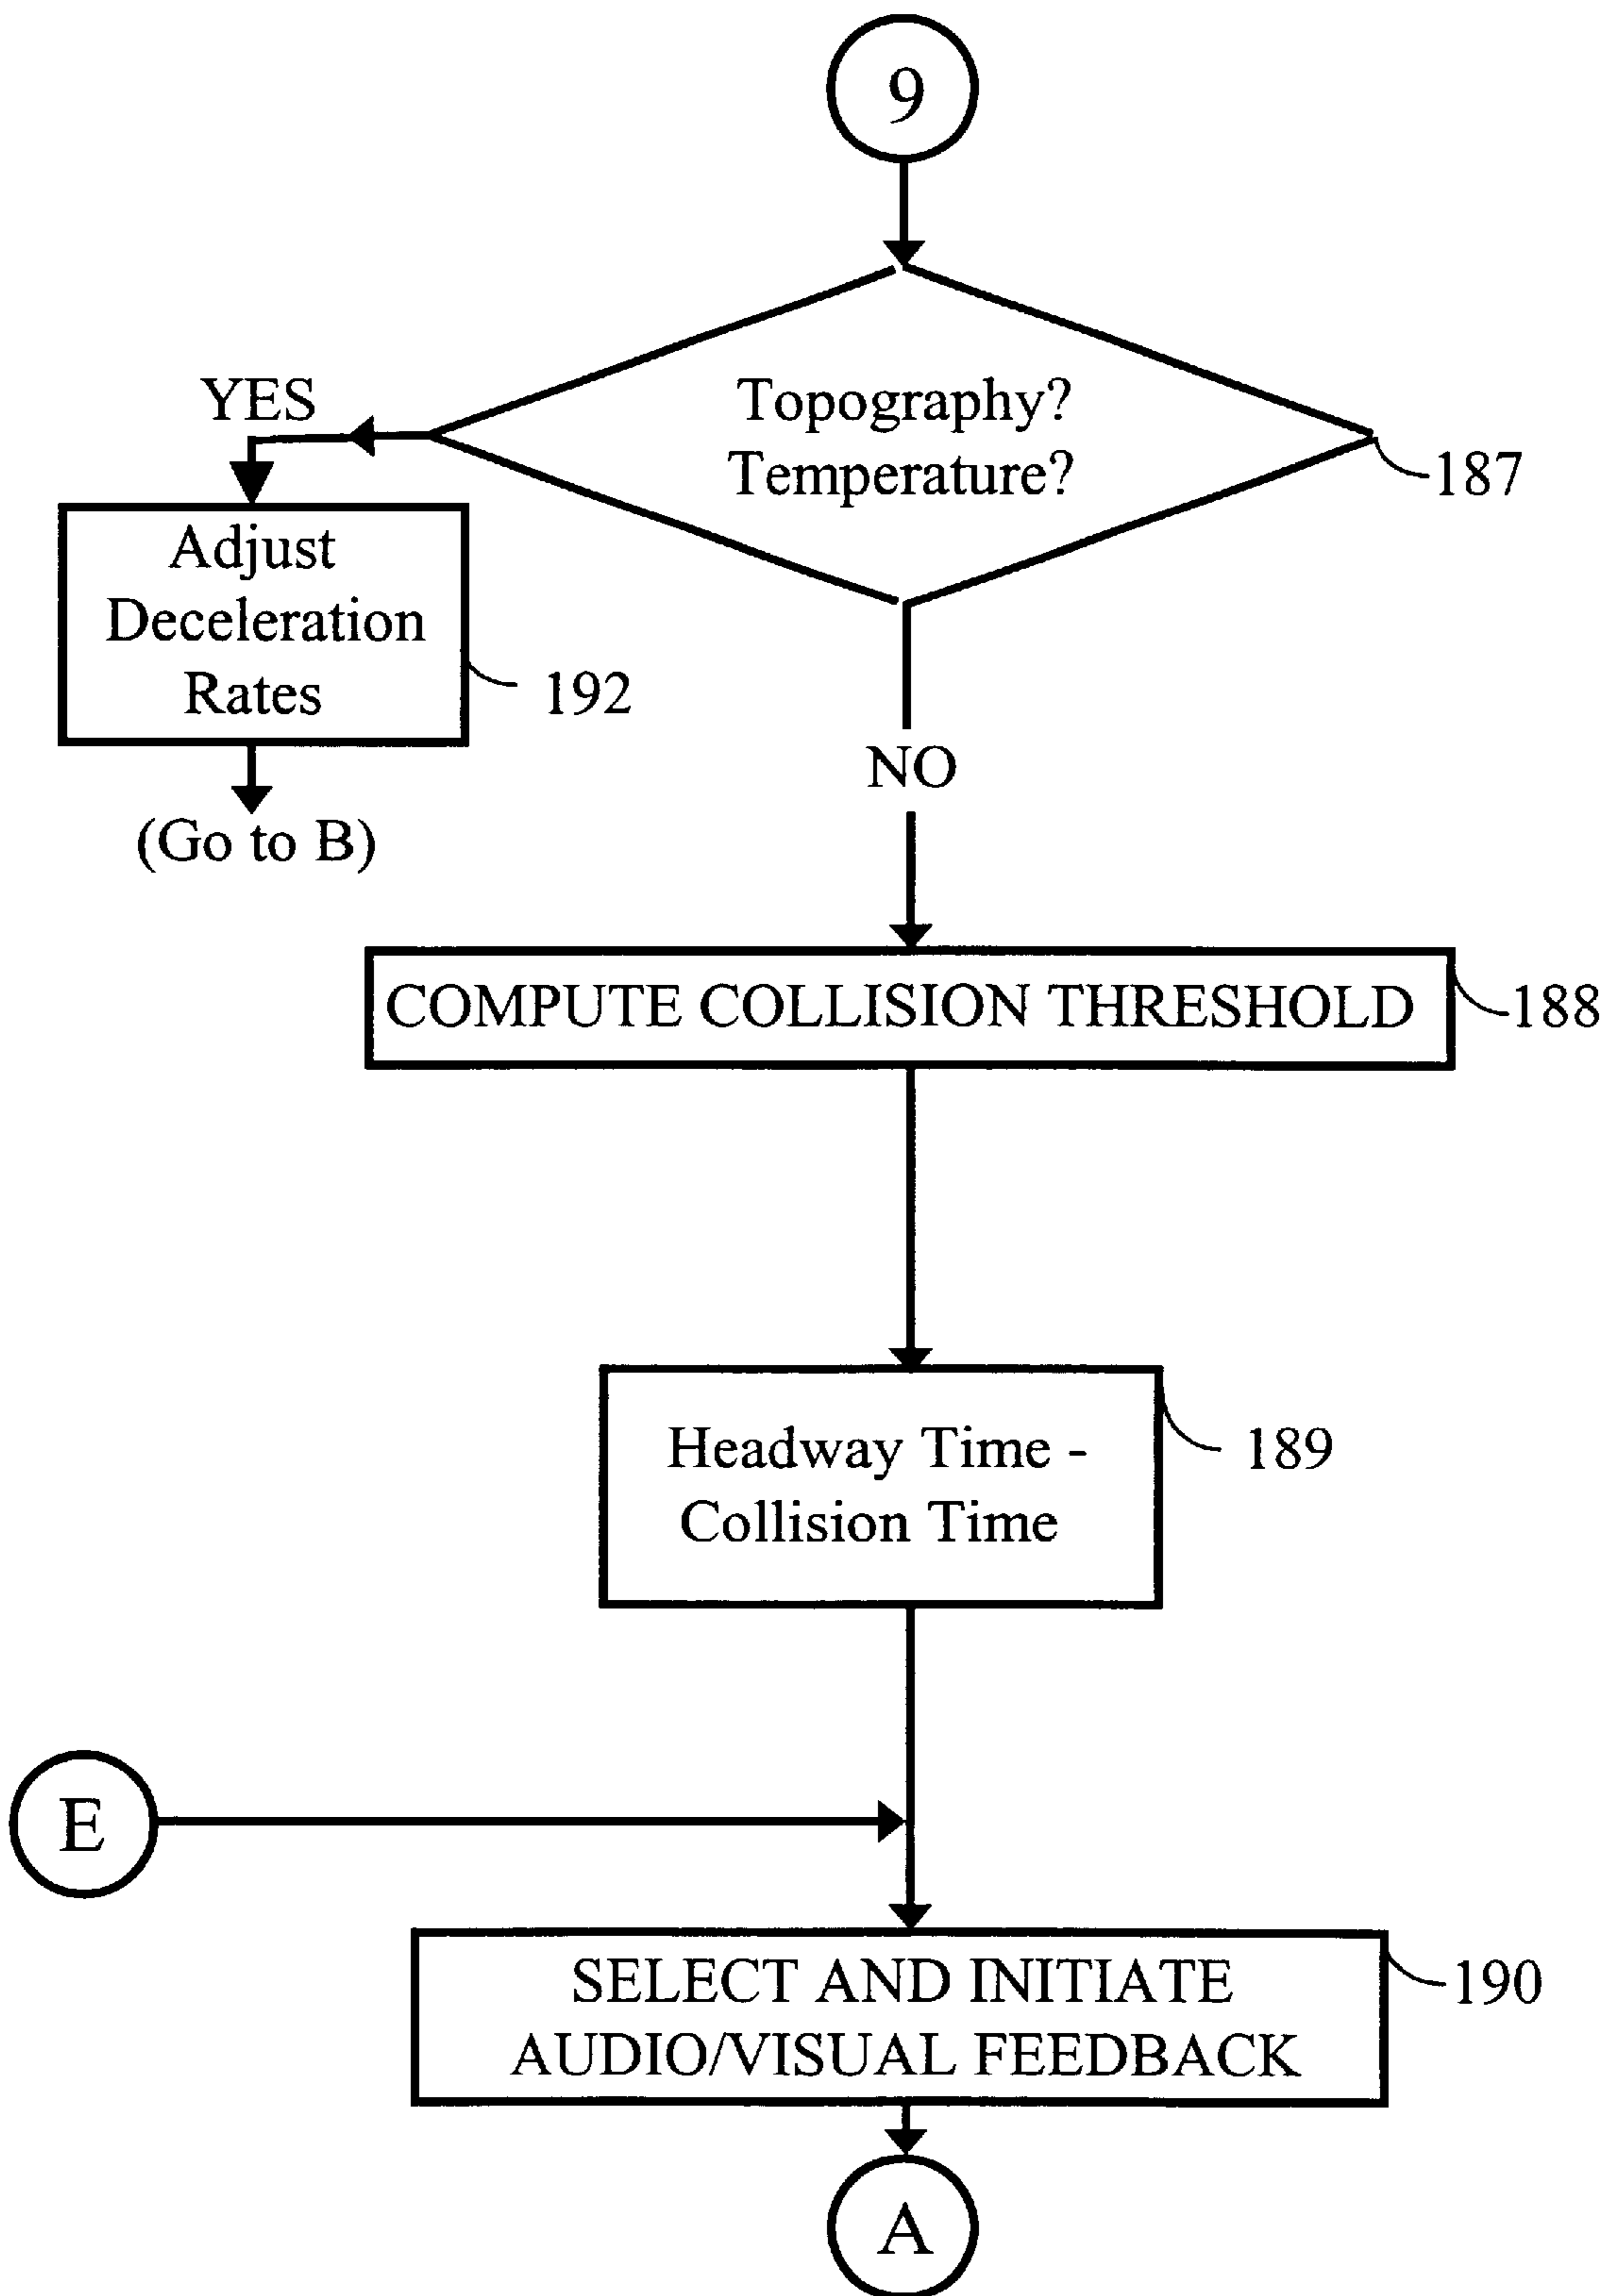 9
Topography?
Temperature?
187
YES
Adjust
Deceleration
Rates
192
(Go to B)
NO
COMPUTE COLLISION THRESHOLD
188
Headway Time -
Collision Time
189
E
SELECT AND INITIATE
AUDIO/VISUAL FEEDBACK
190
A